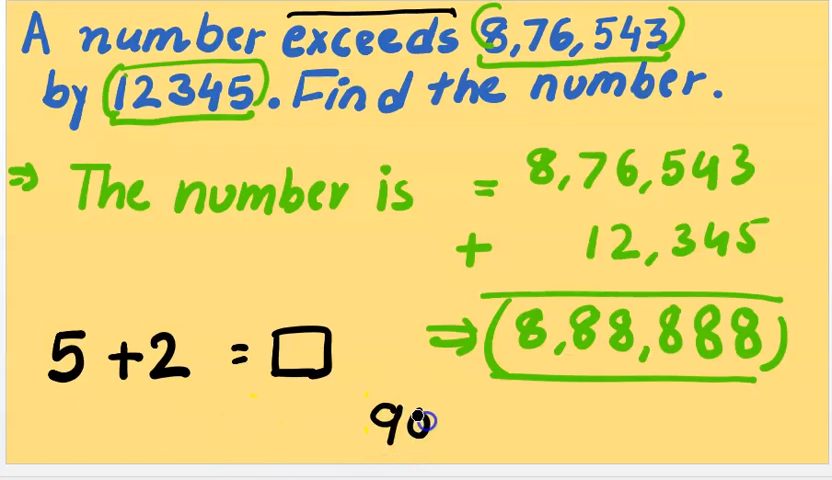 A number exceeds (8,76,543)
by (12345). Find the number.
⇒ The number is = 8,76,543
+ 12,345
⇒ (8,88,888)
5 + 2 = □
90